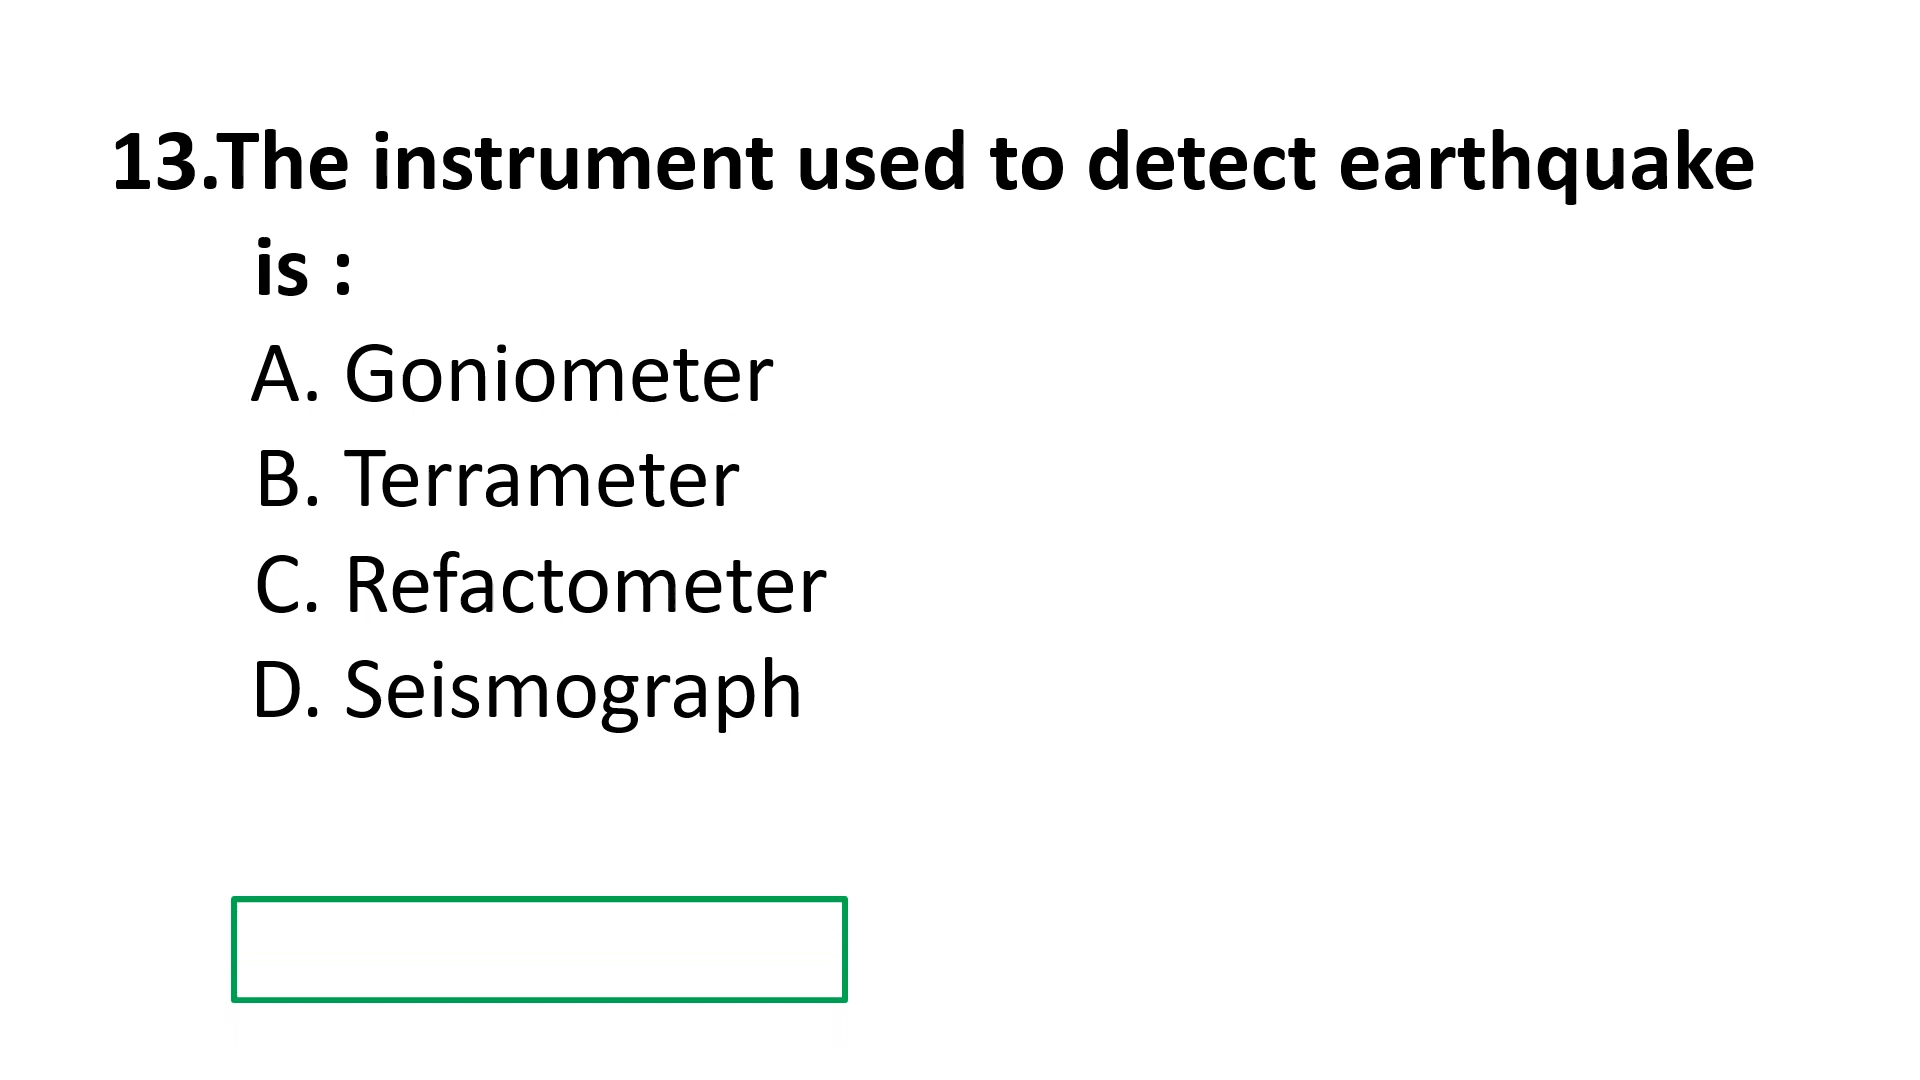 13.The instrument used to detect earthquake
is :
A. Goniometer
B. Terrameter
C. Refactometer
D. Seismograph